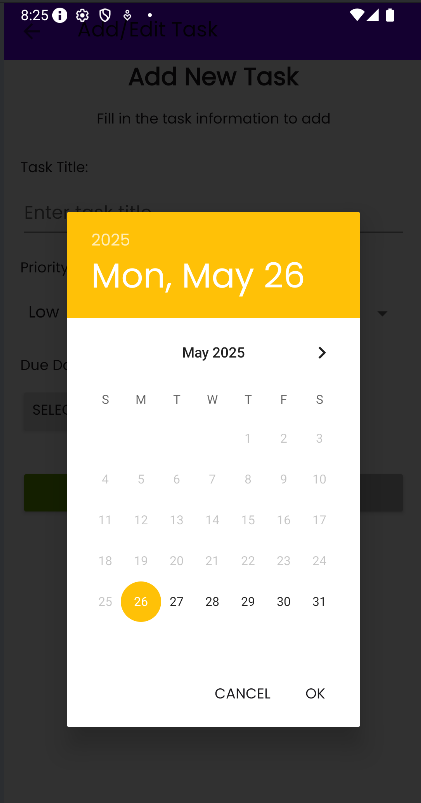 8:25
Add/Edit Task
Add New Task
Fill in the task information to add
Task Title:
Enter task title
Priority
Low
2025
Mon, May 26
May 2025
S M T W T F S
1 2 3
4 5 6 7 8 9 10
11 12 13 14 15 16 17
18 19 20 21 22 23 24
25 26 27 28 29 30 31
Due Da
SELEC
CANCEL OK